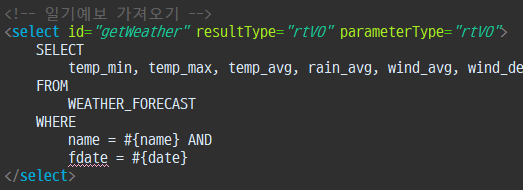 <!-- 일기예보 가져오기 -->
<select id="getWeather" resultType="rtVO" parameterType="rtVO">
SELECT
temp_min, temp_max, temp_avg, rain_avg, wind_avg, wind_de
FROM
WEATHER_FORECAST
WHERE
name = #{name} AND
fdate = #{date}
</select>